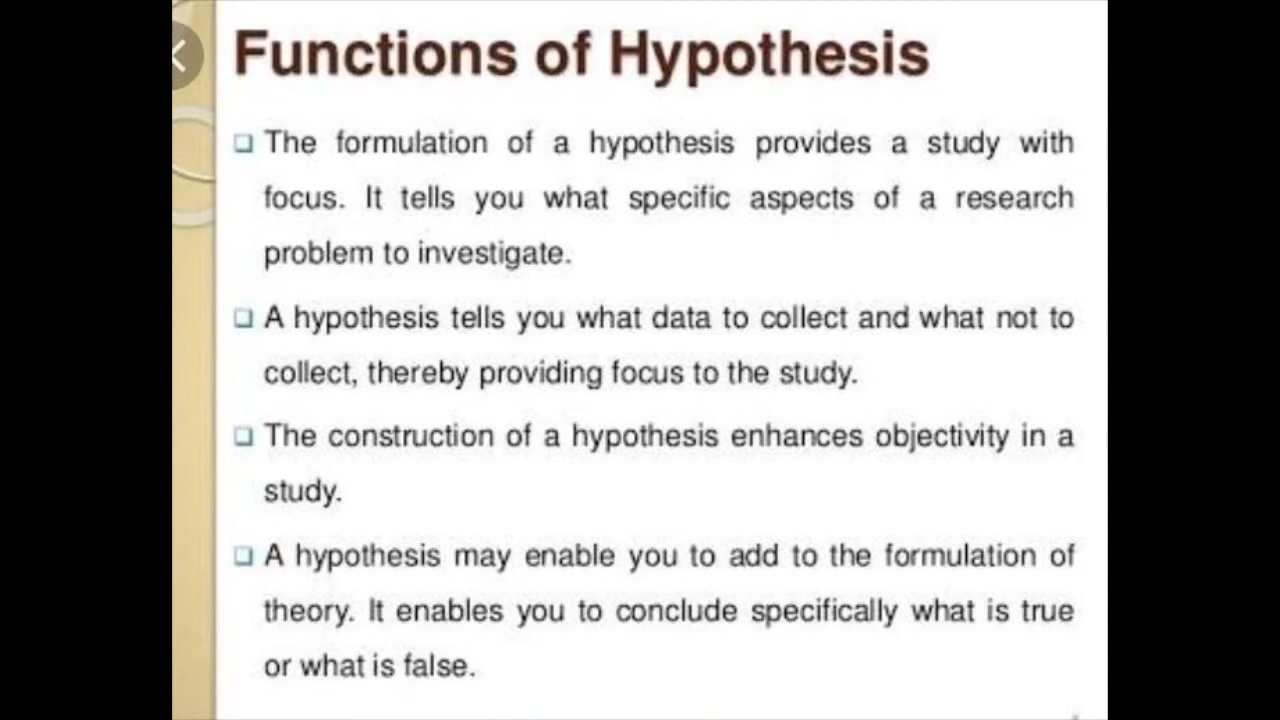 Functions of Hypothesis
The formulation of a hypothesis provides a study with
focus. It tells you what specific aspects of a research
problem to investigate.
A hypothesis tells you what data to collect and what not to
collect, thereby providing focus to the study.
The construction of a hypothesis enhances objectivity in a
study.
A hypothesis may enable you to add to the formulation of
theory. It enables you to conclude specifically what is true
or what is false.